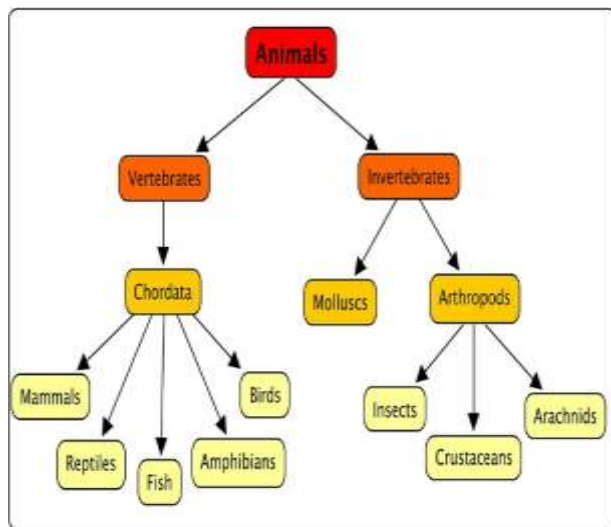 Animals
Vertebrates
Invertebrates
Chordata
Molluscs
Arthropods
Mammals
Birds
Reptiles
Fish
Amphibians
Insects
Arachnids
Crustaceans